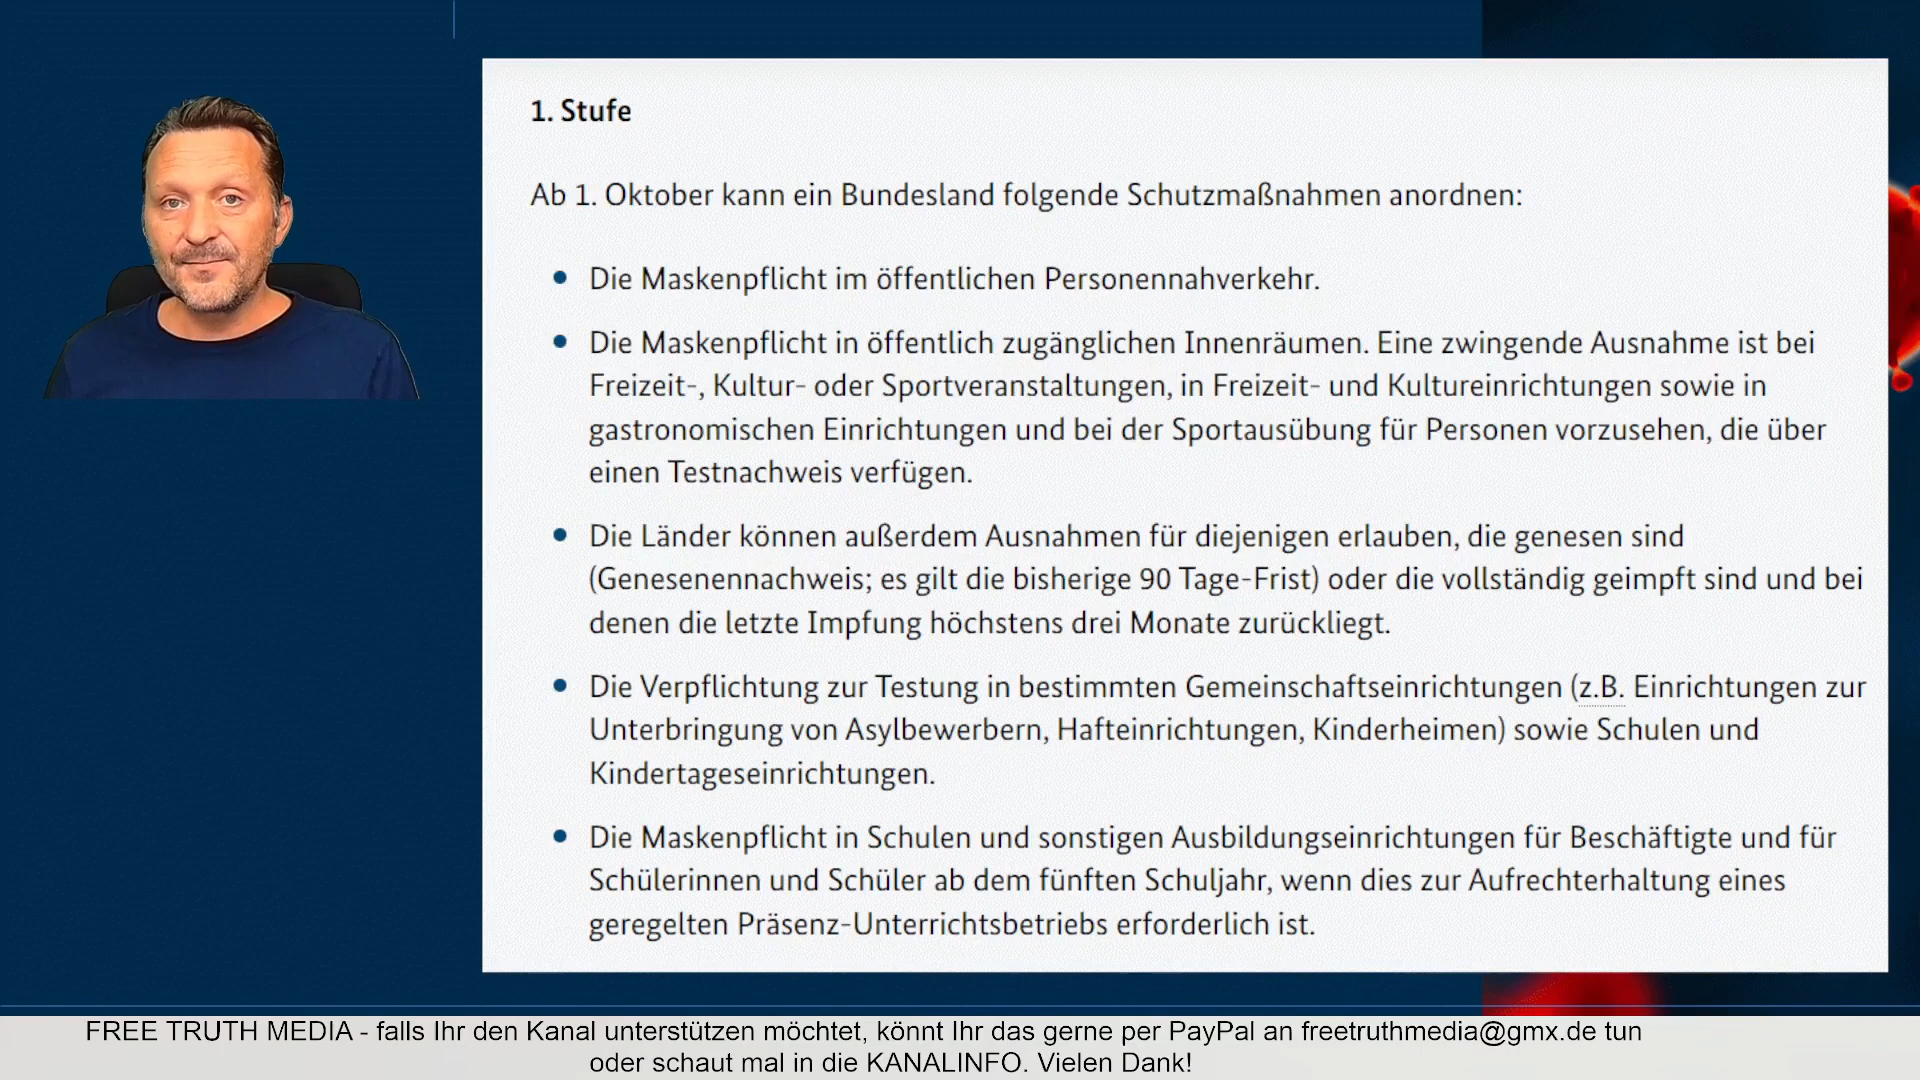 1. Stufe
Ab 1. Oktober kann ein Bundesland folgende Schutzmaßnahmen anordnen:
• Die Maskenpflicht im öffentlichen Personennahverkehr.
• Die Maskenpflicht in öffentlich zugänglichen Innenräumen. Eine zwingende Ausnahme ist bei
Freizeit-, Kultur- oder Sportveranstaltungen, in Freizeit- und Kultureinrichtungen sowie in
gastronomischen Einrichtungen und bei der Sportausübung für Personen vorzusehen, die über
einen Testnachweis verfügen.
• Die Länder können außerdem Ausnahmen für diejenigen erlauben, die genesen sind
(Genesenennachweis; es gilt die bisherige 90 Tage-Frist) oder die vollständig geimpft sind und bei
denen die letzte Impfung höchstens drei Monate zurückliegt.
• Die Verpflichtung zur Testung in bestimmten Gemeinschaftseinrichtungen (z.B. Einrichtungen zur
Unterbringung von Asylbewerbern, Hafteinrichtungen, Kinderheimen) sowie Schulen und
Kindertageseinrichtungen.
• Die Maskenpflicht in Schulen und sonstigen Ausbildungseinrichtungen für Beschäftigte und für
Schülerinnen und Schüler ab dem fünften Schuljahr, wenn dies zur Aufrechterhaltung eines
geregelten Präsenz-Unterrichtsbetriebs erforderlich ist.
FREE TRUTH MEDIA - falls Ihr den Kanal unterstützen möchtet, könnt Ihr das gerne per PayPal an freetruthmedia@gmx.de tun
oder schaut mal in die KANALINFO. Vielen Dank!